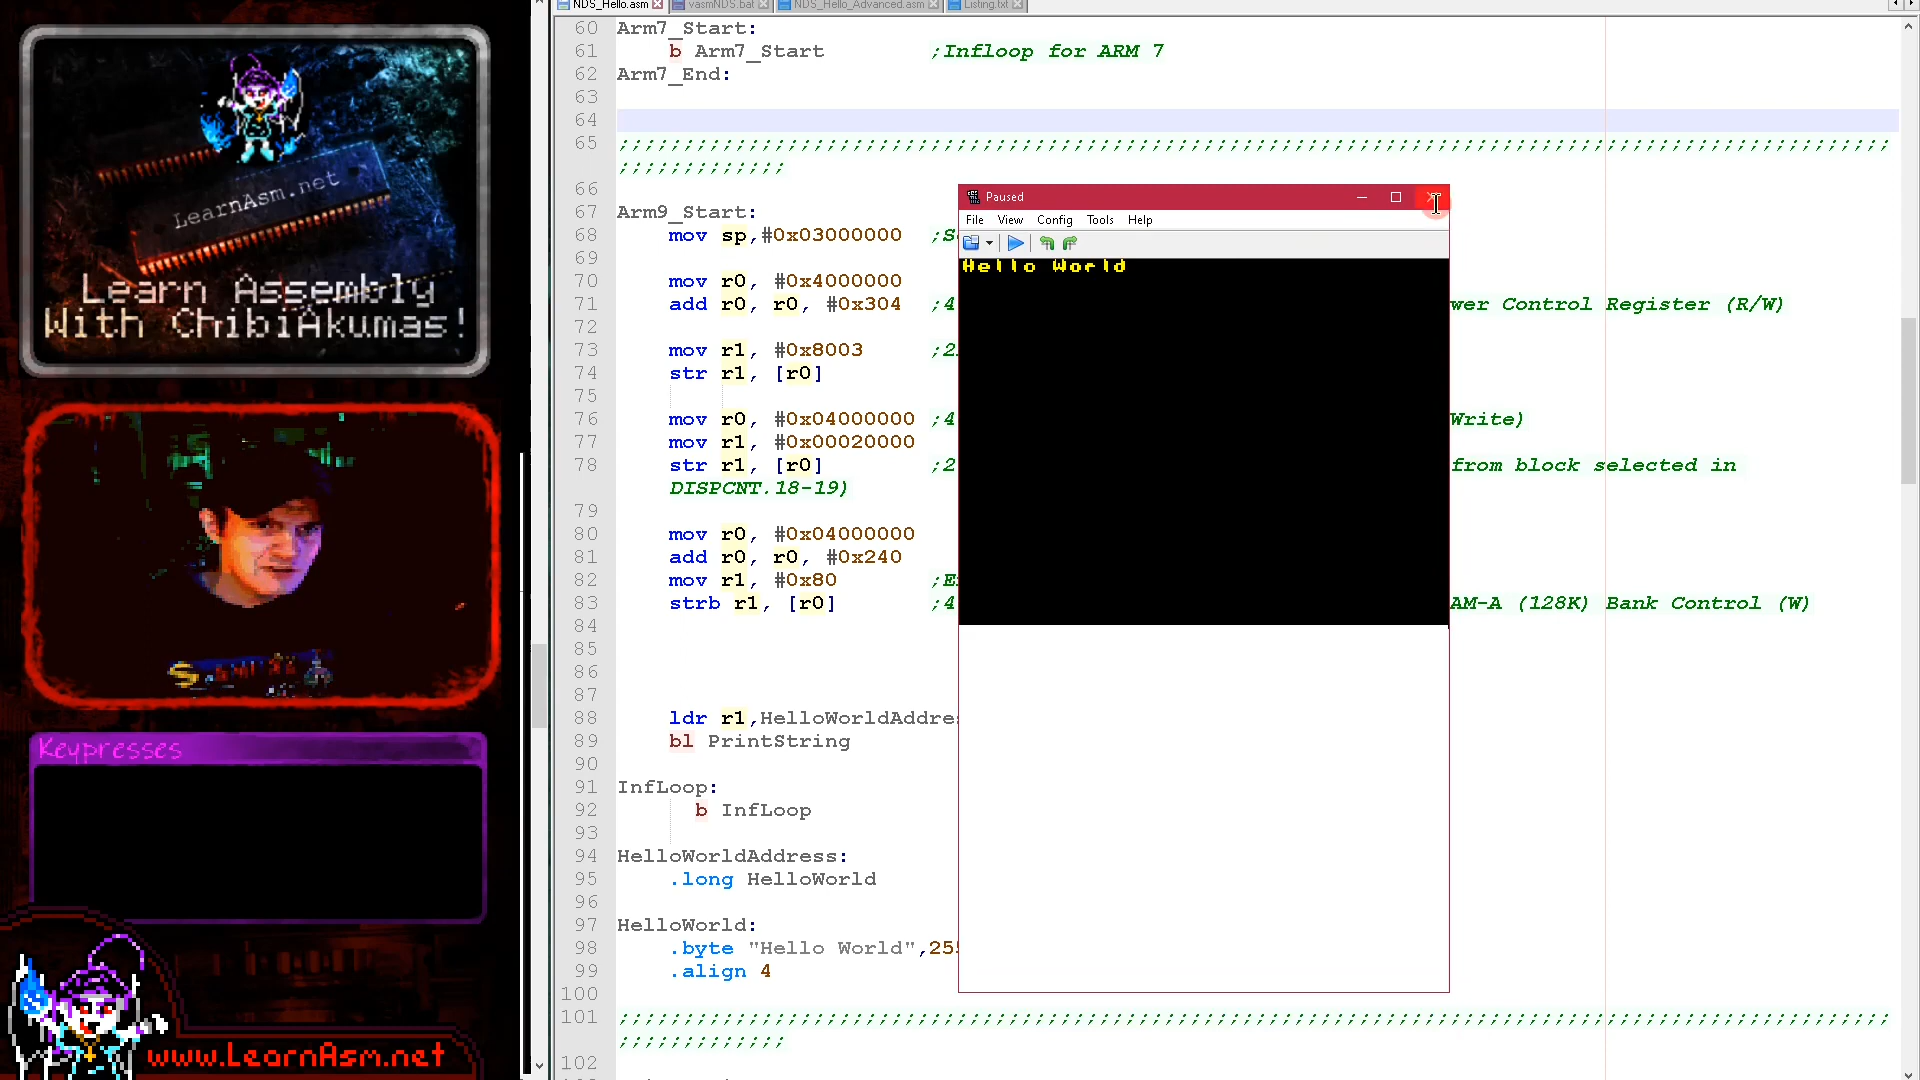 LearnAsm.net
Learn Assembly
With ChibiAkumas!
Keypresses
www.LearnAsm.net
NDS_Hello.asm
vasmNDS.bat
NDS_Hello_Advanced.asm
Listing.txt
60 Arm7_Start:
61 b Arm7_Start ;Infloop for ARM 7
62 Arm7_End:
63
64
65 ;;;;;;;;;;;;;;;;;;;;;;;;;;;;;;;;;;;;;;;;;;;;;;;;;;;;;;;;;;;;;;;;;;;;;;;;;;;;;;;;;;;;;;;;;;;;;;;;;;
;;;;;;;;;;;;;
66
67 Arm9_Start:
68 mov sp,#0x03000000 ;S
69
70 mov r0, #0x4000000
71 add r0, r0, #0x304 ;4 wer Control Register (R/W)
72
73 mov r1, #0x8003 ;2
74 str r1, [r0]
75
76 mov r0, #0x04000000 ;4 Write)
77 mov r1, #0x00020000
78 str r1, [r0] ;2 from block selected in
DISPCNT.18-19)
79
80 mov r0, #0x04000000
81 add r0, r0, #0x240
82 mov r1, #0x80 ;E
83 strb r1, [r0] ;4 AM-A (128K) Bank Control (W)
84
85
86
87
88 ldr r1,HelloWorldAddre
89 bl PrintString
90
91 InfLoop:
92 b InfLoop
93
94 HelloWorldAddress:
95 .long HelloWorld
96
97 HelloWorld:
98 .byte "Hello World",255
99 .align 4
100
101 ;;;;;;;;;;;;;;;;;;;;;;;;;;;;;;;;;;;;;;;;;;;;;;;;;;;;;;;;;;;;;;;;;;;;;;;;;;;;;;;;;;;;;;;;;;;;;;;;;;
;;;;;;;;;;;;;
102
Paused
File View Config Tools Help
Hello World